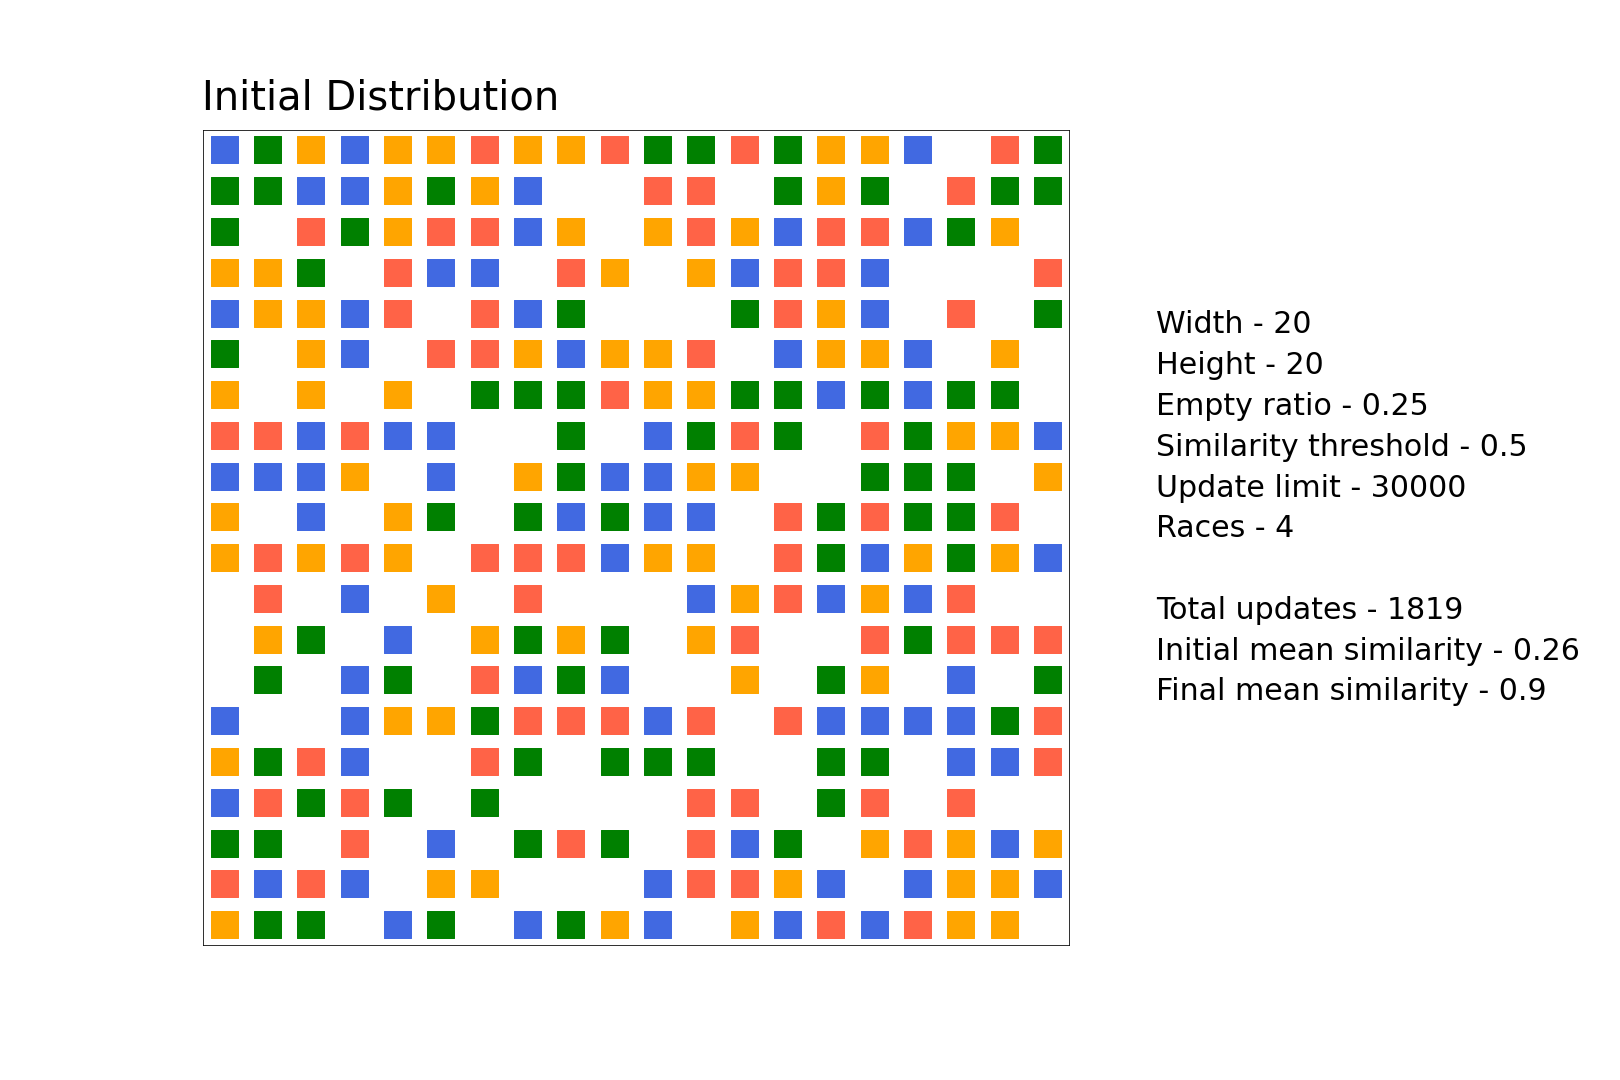 Initial Distribution
Width - 20
Height - 20
Empty ratio - 0.25
Similarity threshold - 0.5
Update limit - 30000
Races - 4
Total updates - 1819
Initial mean similarity - 0.26
Final mean similarity - 0.9